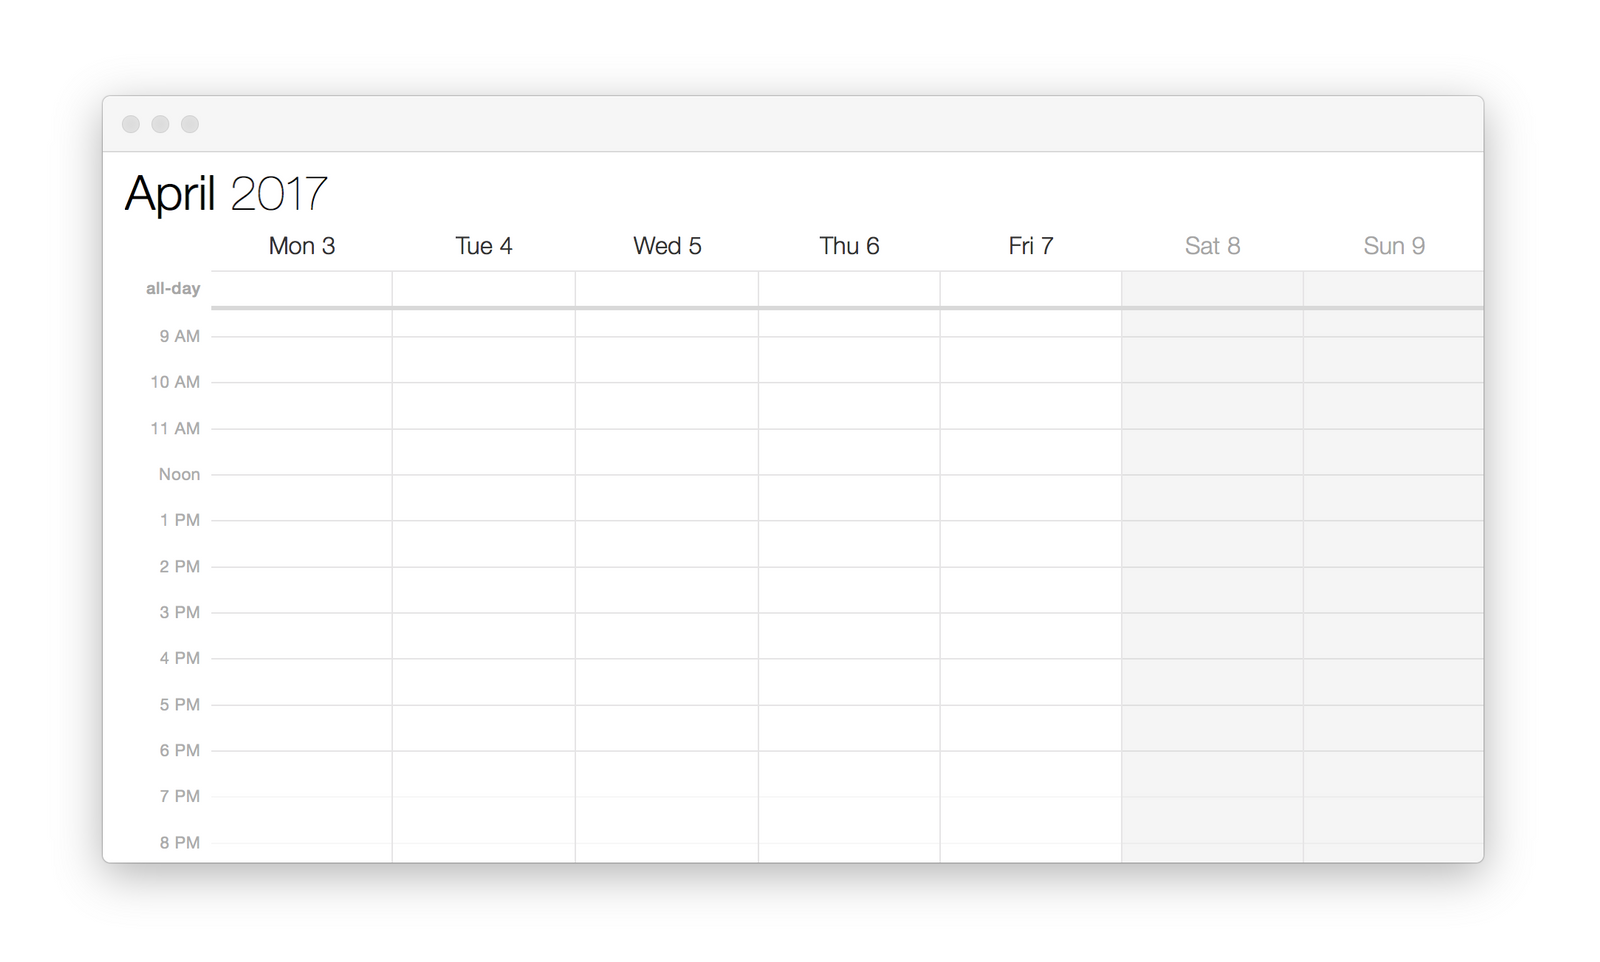 April 2017
Mon 3 Tue 4 Wed 5 Thu 6 Fri 7 Sat 8 Sun 9
all-day
9 AM
10 AM
11 AM
Noon
1 PM
2 PM
3 PM
4 PM
5 PM
6 PM
7 PM
8 PM